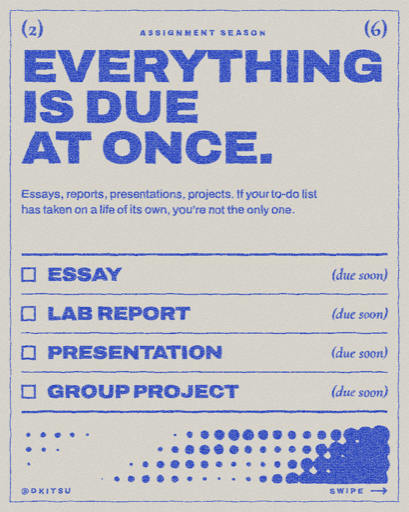 (2) ASSIGNMENT SEASON (6)
EVERYTHING
IS DUE
AT ONCE.
Essays, reports, presentations, projects. If your to-do list
has taken on a life of its own, you're not the only one.
ESSAY (due soon)
LAB REPORT (due soon)
PRESENTATION (due soon)
GROUP PROJECT (due soon)
@DKITSU SWIPE →